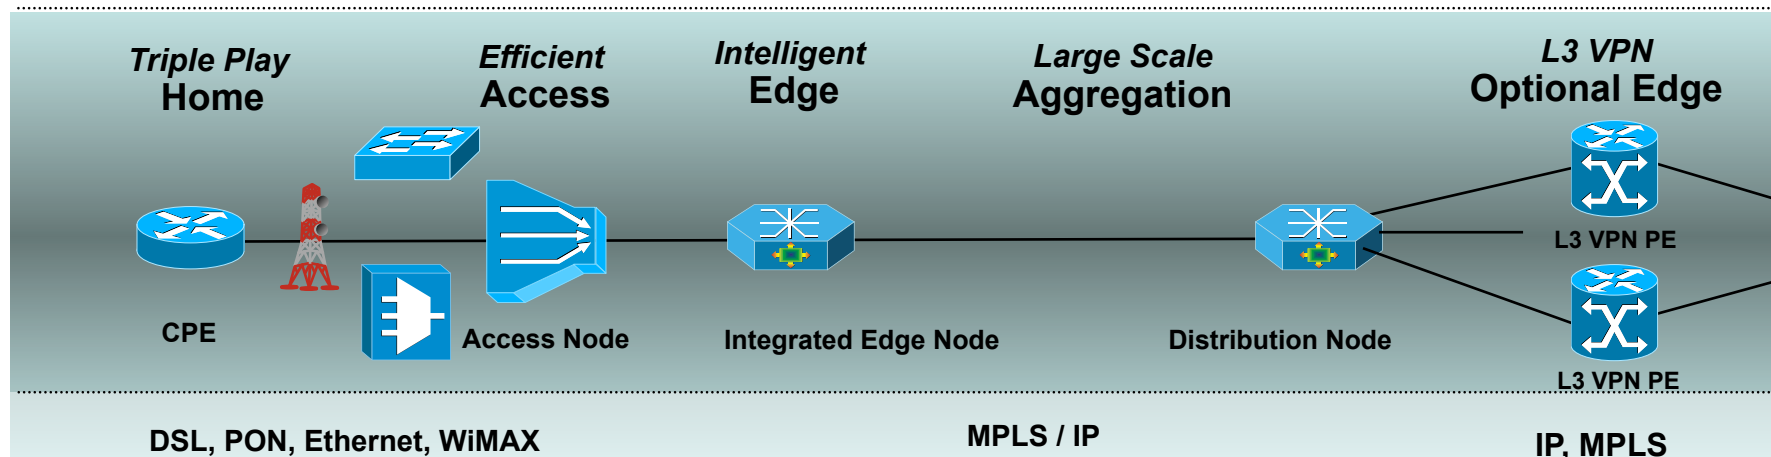 Triple Play
Home
Efficient
Access
Intelligent
Edge
Large Scale
Aggregation
L3 VPN
Optional Edge
CPE
Access Node
Integrated Edge Node
Distribution Node
L3 VPN PE
L3 VPN PE
DSL, PON, Ethernet, WiMAX
MPLS / IP
IP, MPLS